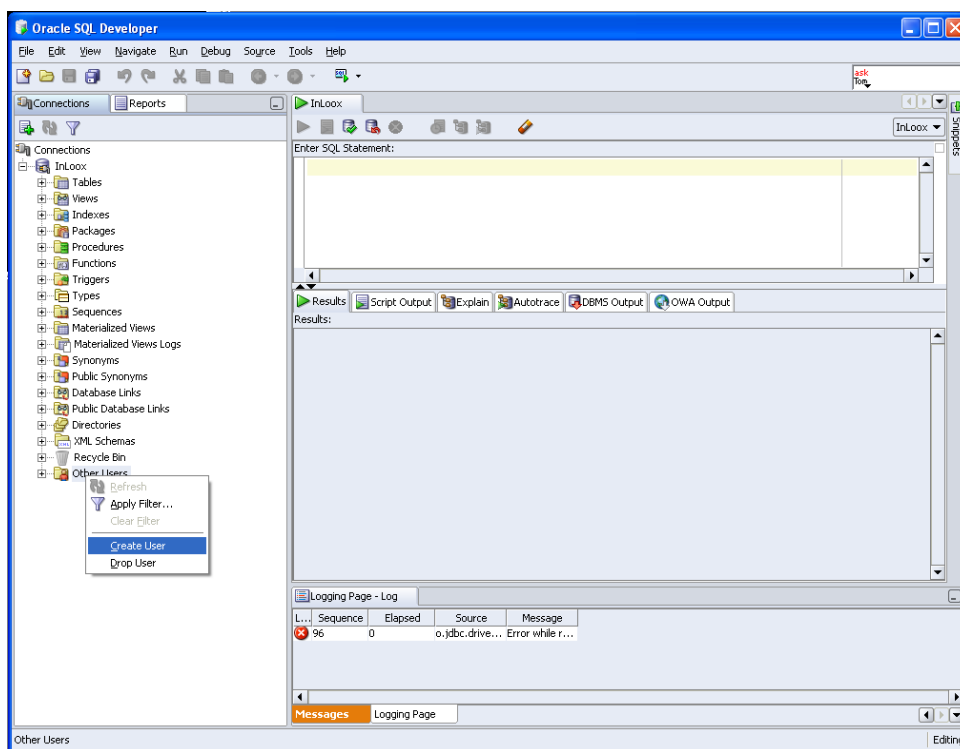 Oracle SQL Developer
File Edit View Navigate Run Debug Source Tools Help
ask
Tom
Connections Reports
InLoox
InLoox
Snippets
Connections
Enter SQL Statement:
InLoox
Tables
Views
Indexes
Packages
Procedures
Functions
Triggers
Types
Sequences
Materialized Views
Materialized Views Logs
Synonyms
Public Synonyms
Database Links
Public Database Links
Directories
XML Schemas
Recycle Bin
Other Users
Refresh
Apply Filter...
Clear Filter
Create User
Drop User
Results Script Output Explain Autotrace DBMS Output OWA Output
Results:
Logging Page - Log
L... Sequence Elapsed Source Message
96 0 o.jdbc.drive... Error while r...
Messages Logging Page
Other Users Editing